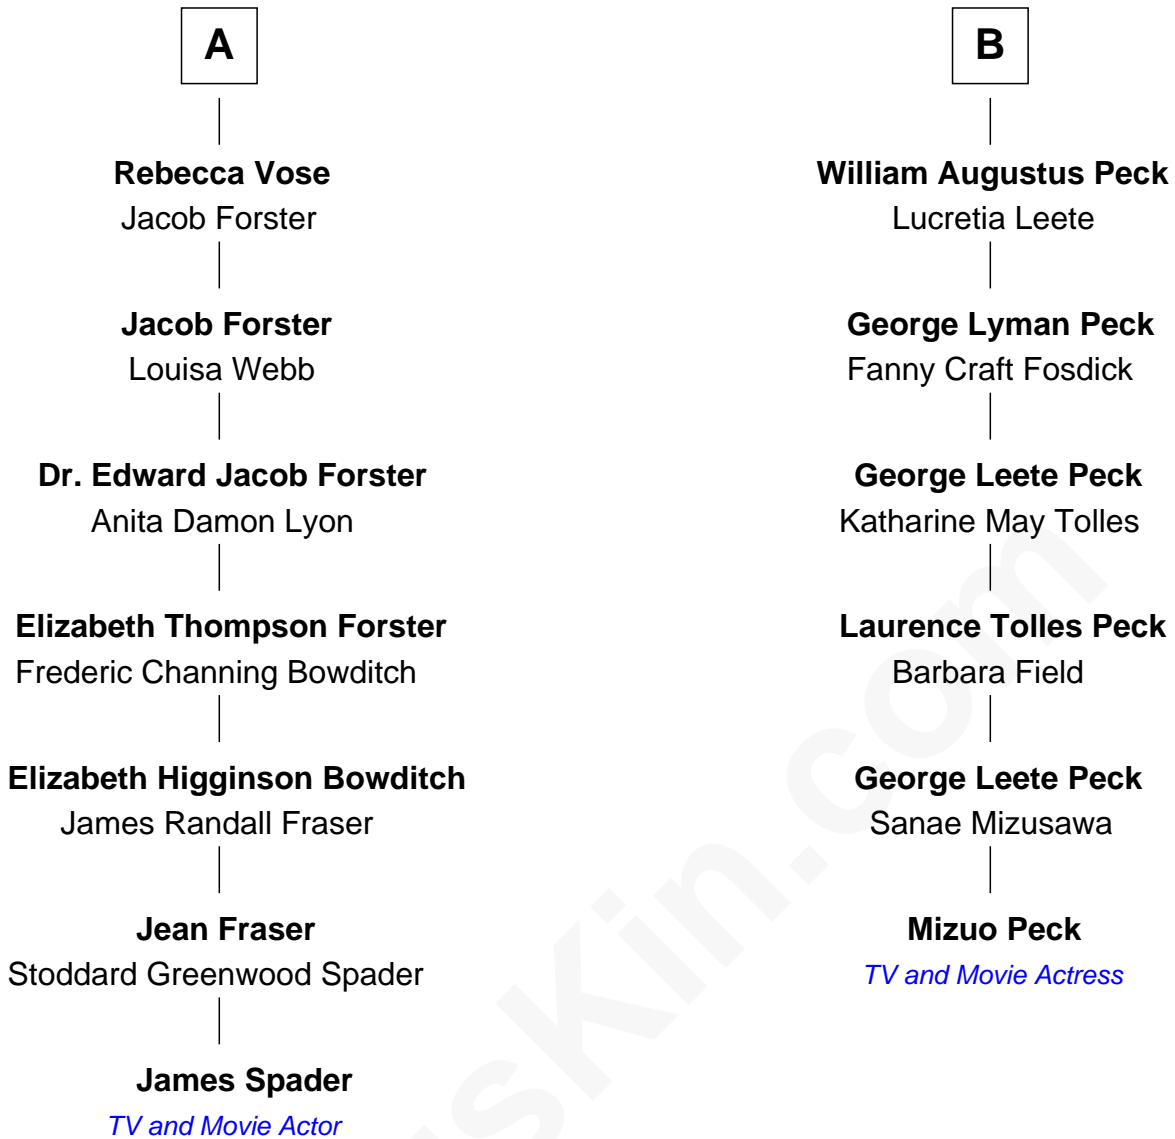 A
Rebecca Vose
Jacob Forster
Jacob Forster
Louisa Webb
Dr. Edward Jacob Forster
Anita Damon Lyon
Elizabeth Thompson Forster
Frederic Channing Bowditch
Elizabeth Higginson Bowditch
James Randall Fraser
Jean Fraser
Stoddard Greenwood Spader
James Spader
TV and Movie Actor
B
William Augustus Peck
Lucretia Leete
George Lyman Peck
Fanny Craft Fosdick
George Leete Peck
Katharine May Tolles
Laurence Tolles Peck
Barbara Field
George Leete Peck
Sanae Mizusawa
Mizuo Peck
TV and Movie Actress
usKin.com